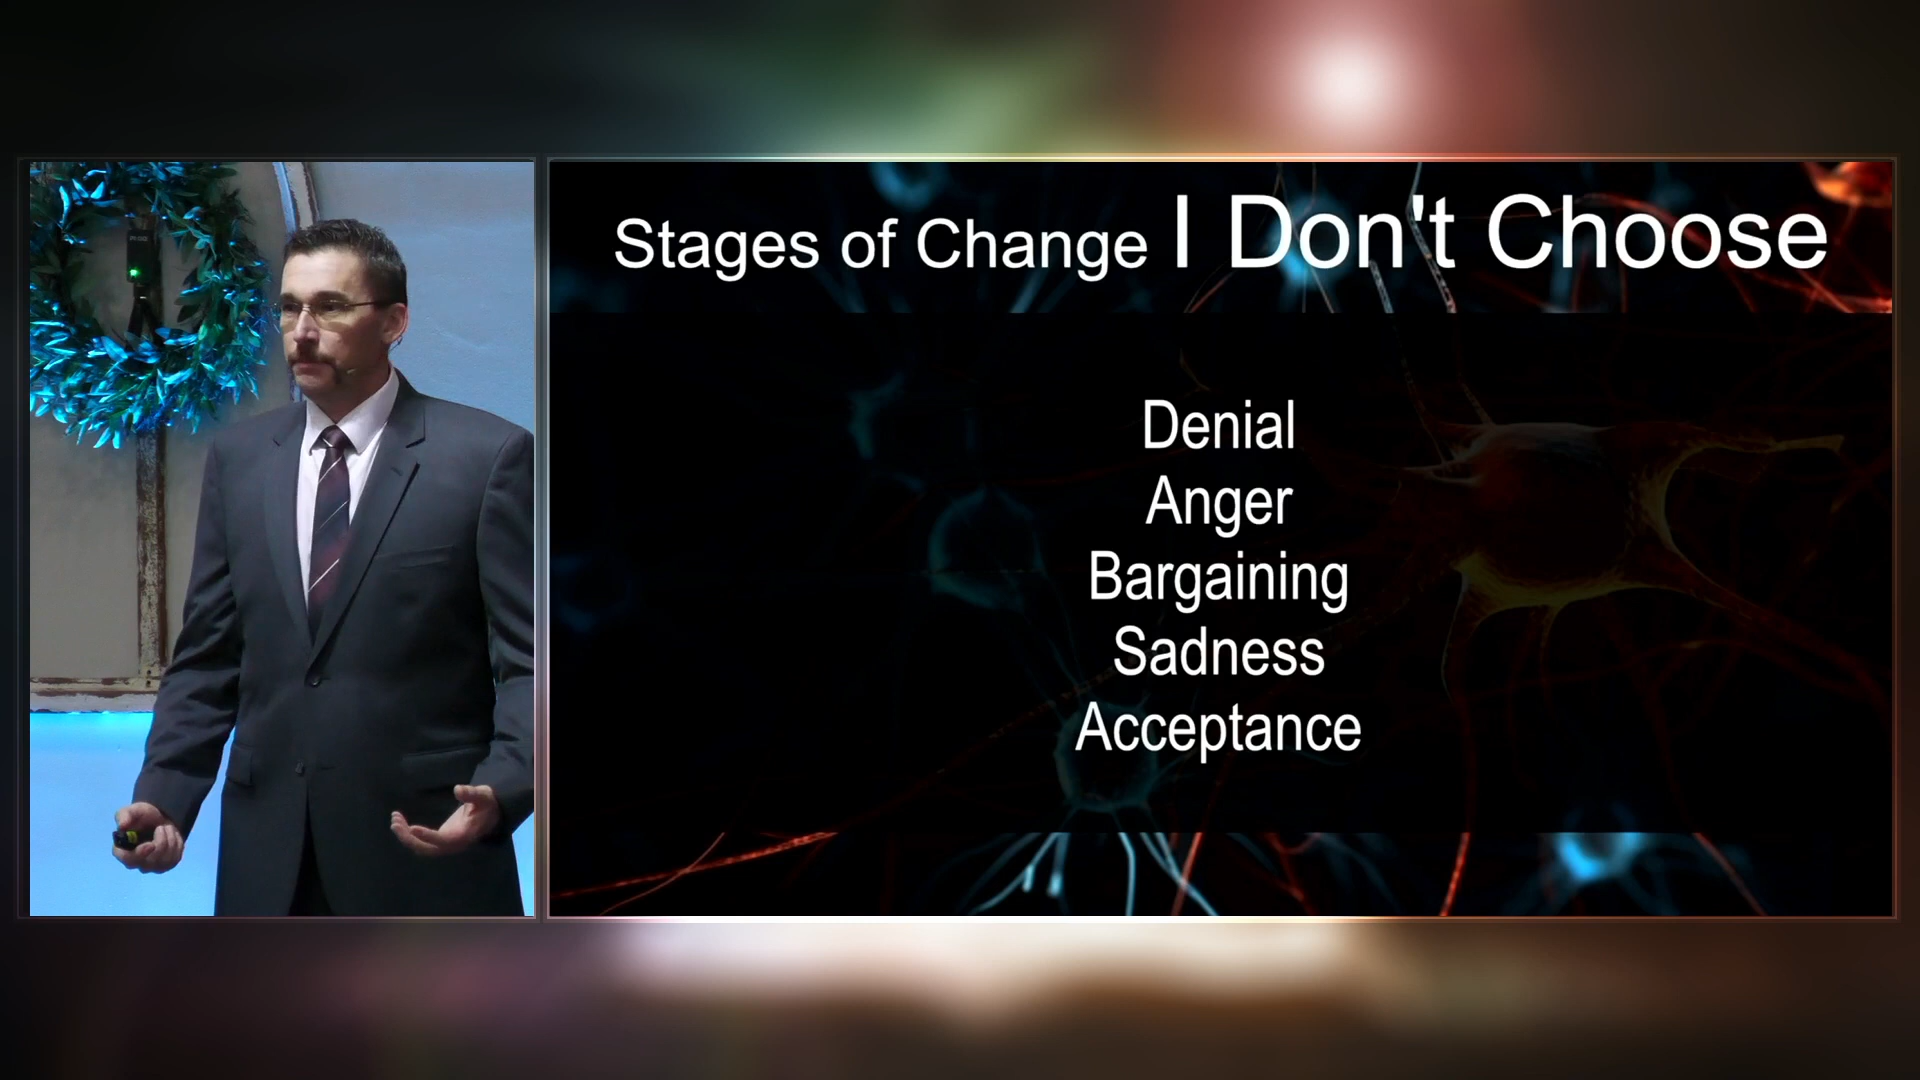 Stages of Change I Don't Choose
Denial
Anger
Bargaining
Sadness
Acceptance